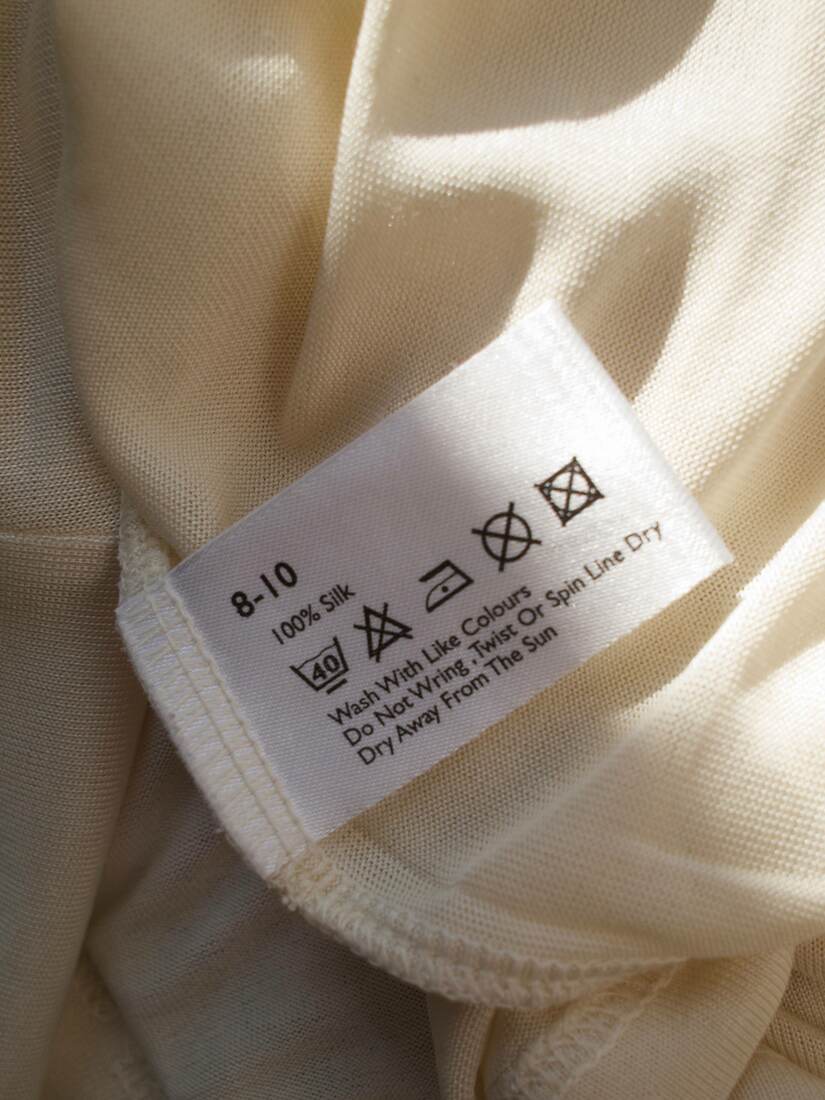 8-10
100% Silk
40
Wash With Like Colours
Do Not Wring , Twist Or Spin Line Dry
Dry Away From The Sun